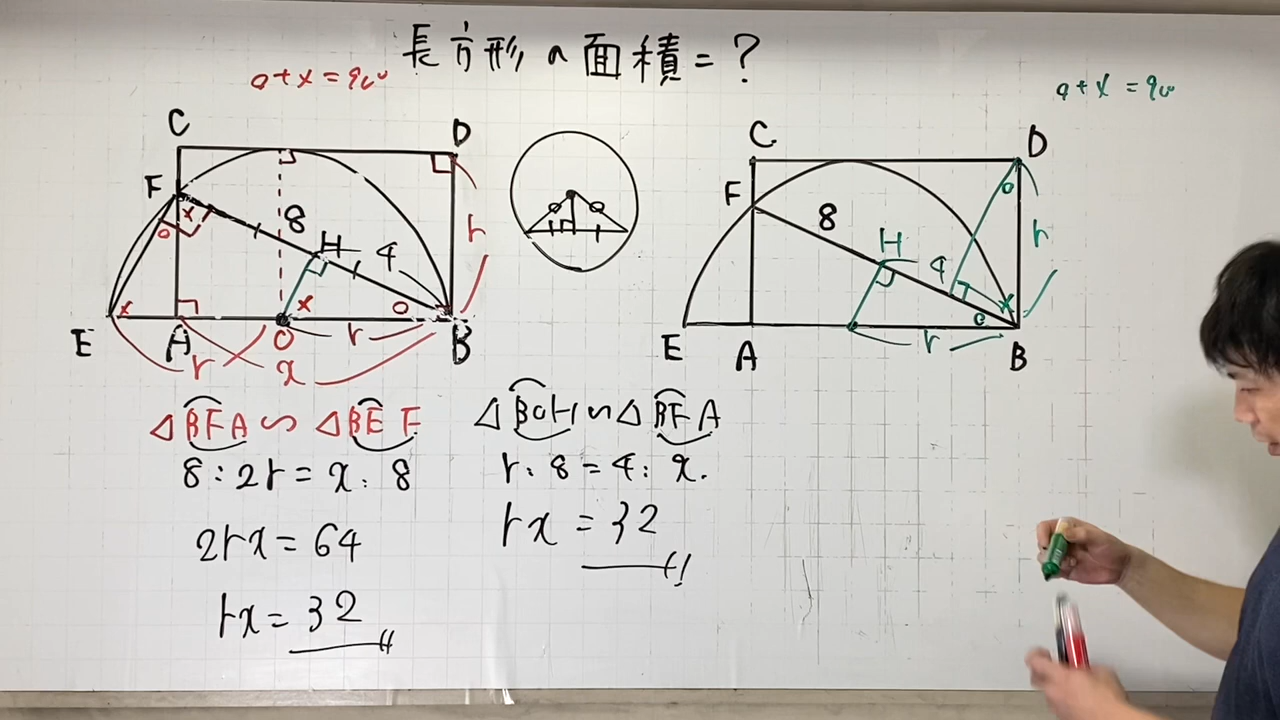 長方形の面積=?
○+×=90°
○+×=90°
C
D
F
×
○
8
H
4
r
×
○
×
E
A
O
r
B
r
x
C
D
○
F
8
H
4
r
×
○
E
A
r
B
△BFA∽△BEF
8:2r=x:8
2rx=64
rx=32
△BOH∽△BFA
r:8=4:x.
rx=32